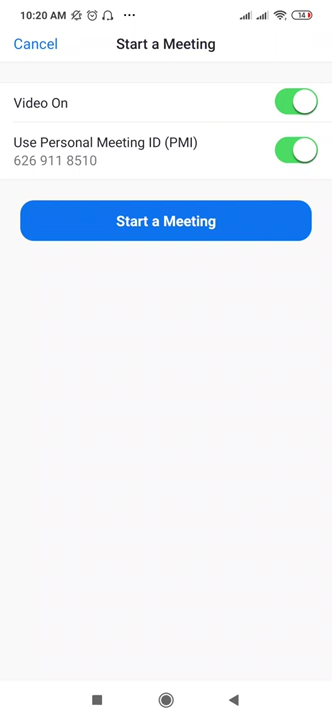 10:20 AM ... 14
Cancel Start a Meeting
Video On
Use Personal Meeting ID (PMI)
626 911 8510
Start a Meeting